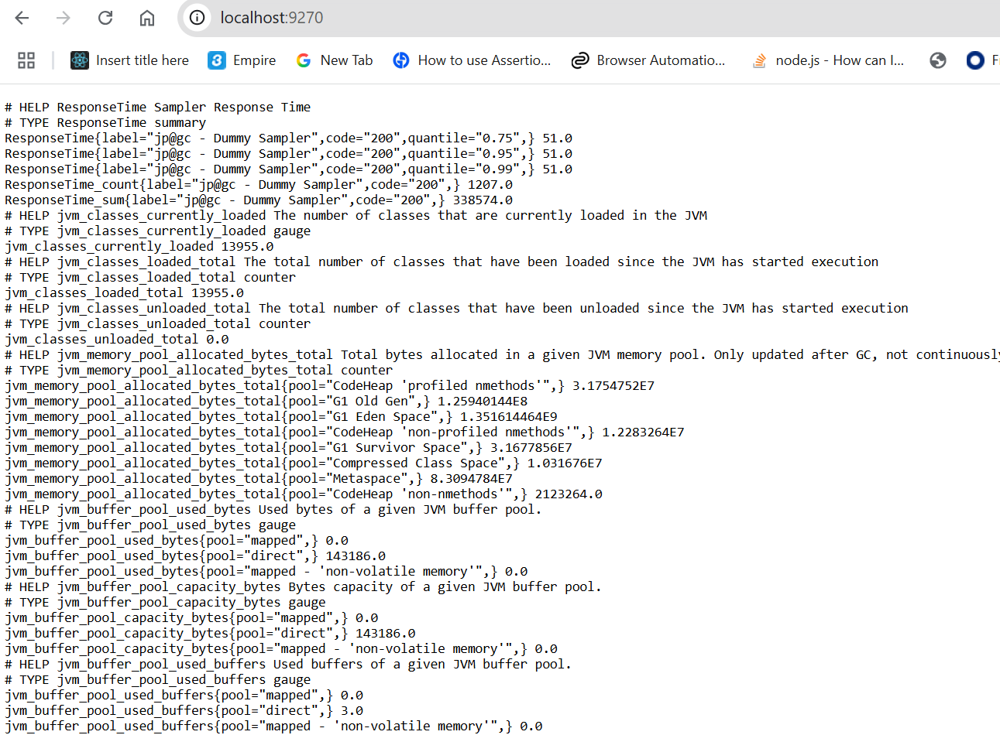 localhost:9270
Insert title here
Empire
New Tab
How to use Assertio...
Browser Automatio...
node.js - How can I...
# HELP ResponseTime Sampler Response Time
# TYPE ResponseTime summary
ResponseTime{label="jp@gc - Dummy Sampler",code="200",quantile="0.75",} 51.0
ResponseTime{label="jp@gc - Dummy Sampler",code="200",quantile="0.95",} 51.0
ResponseTime{label="jp@gc - Dummy Sampler",code="200",quantile="0.99",} 51.0
ResponseTime_count{label="jp@gc - Dummy Sampler",code="200",} 1207.0
ResponseTime_sum{label="jp@gc - Dummy Sampler",code="200",} 338574.0
# HELP jvm_classes_currently_loaded The number of classes that are currently loaded in the JVM
# TYPE jvm_classes_currently_loaded gauge
jvm_classes_currently_loaded 13955.0
# HELP jvm_classes_loaded_total The total number of classes that have been loaded since the JVM has started execution
# TYPE jvm_classes_loaded_total counter
jvm_classes_loaded_total 13955.0
# HELP jvm_classes_unloaded_total The total number of classes that have been unloaded since the JVM has started execution
# TYPE jvm_classes_unloaded_total counter
jvm_classes_unloaded_total 0.0
# HELP jvm_memory_pool_allocated_bytes_total Total bytes allocated in a given JVM memory pool. Only updated after GC, not continuously
# TYPE jvm_memory_pool_allocated_bytes_total counter
jvm_memory_pool_allocated_bytes_total{pool="CodeHeap 'profiled nmethods'",} 3.1754752E7
jvm_memory_pool_allocated_bytes_total{pool="G1 Old Gen",} 1.25940144E8
jvm_memory_pool_allocated_bytes_total{pool="G1 Eden Space",} 1.351614464E9
jvm_memory_pool_allocated_bytes_total{pool="CodeHeap 'non-profiled nmethods'",} 1.2283264E7
jvm_memory_pool_allocated_bytes_total{pool="G1 Survivor Space",} 3.1677856E7
jvm_memory_pool_allocated_bytes_total{pool="Compressed Class Space",} 1.031676E7
jvm_memory_pool_allocated_bytes_total{pool="Metaspace",} 8.3094784E7
jvm_memory_pool_allocated_bytes_total{pool="CodeHeap 'non-nmethods'",} 2123264.0
# HELP jvm_buffer_pool_used_bytes Used bytes of a given JVM buffer pool.
# TYPE jvm_buffer_pool_used_bytes gauge
jvm_buffer_pool_used_bytes{pool="mapped",} 0.0
jvm_buffer_pool_used_bytes{pool="direct",} 143186.0
jvm_buffer_pool_used_bytes{pool="mapped - 'non-volatile memory'",} 0.0
# HELP jvm_buffer_pool_capacity_bytes Bytes capacity of a given JVM buffer pool.
# TYPE jvm_buffer_pool_capacity_bytes gauge
jvm_buffer_pool_capacity_bytes{pool="mapped",} 0.0
jvm_buffer_pool_capacity_bytes{pool="direct",} 143186.0
jvm_buffer_pool_capacity_bytes{pool="mapped - 'non-volatile memory'",} 0.0
# HELP jvm_buffer_pool_used_buffers Used buffers of a given JVM buffer pool.
# TYPE jvm_buffer_pool_used_buffers gauge
jvm_buffer_pool_used_buffers{pool="mapped",} 0.0
jvm_buffer_pool_used_buffers{pool="direct",} 3.0
jvm_buffer_pool_used_buffers{pool="mapped - 'non-volatile memory'",} 0.0